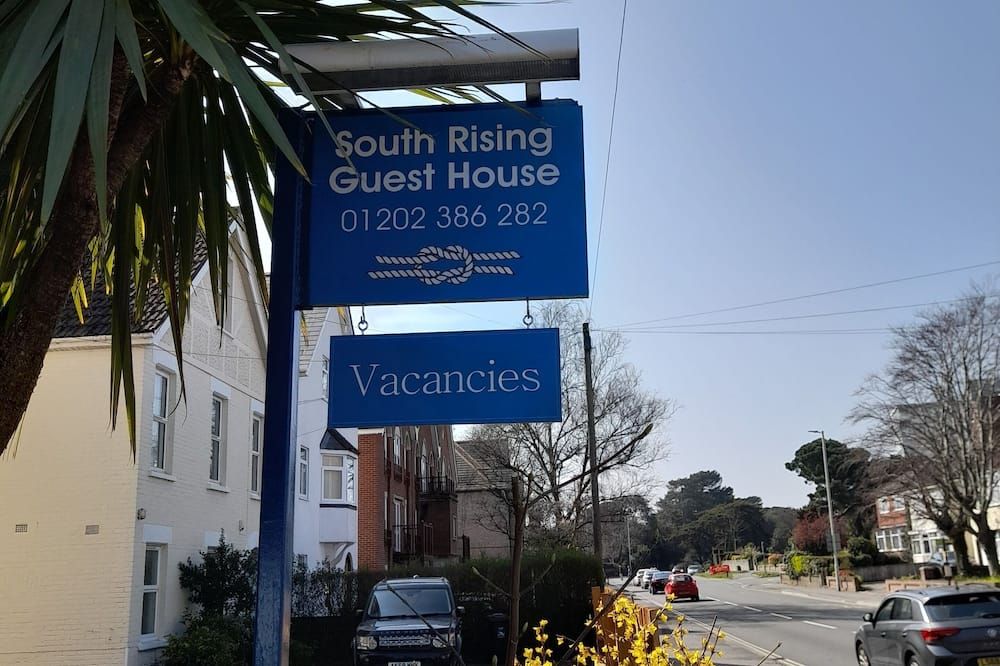 South Rising
Guest House
01202 386 282
Vacancies